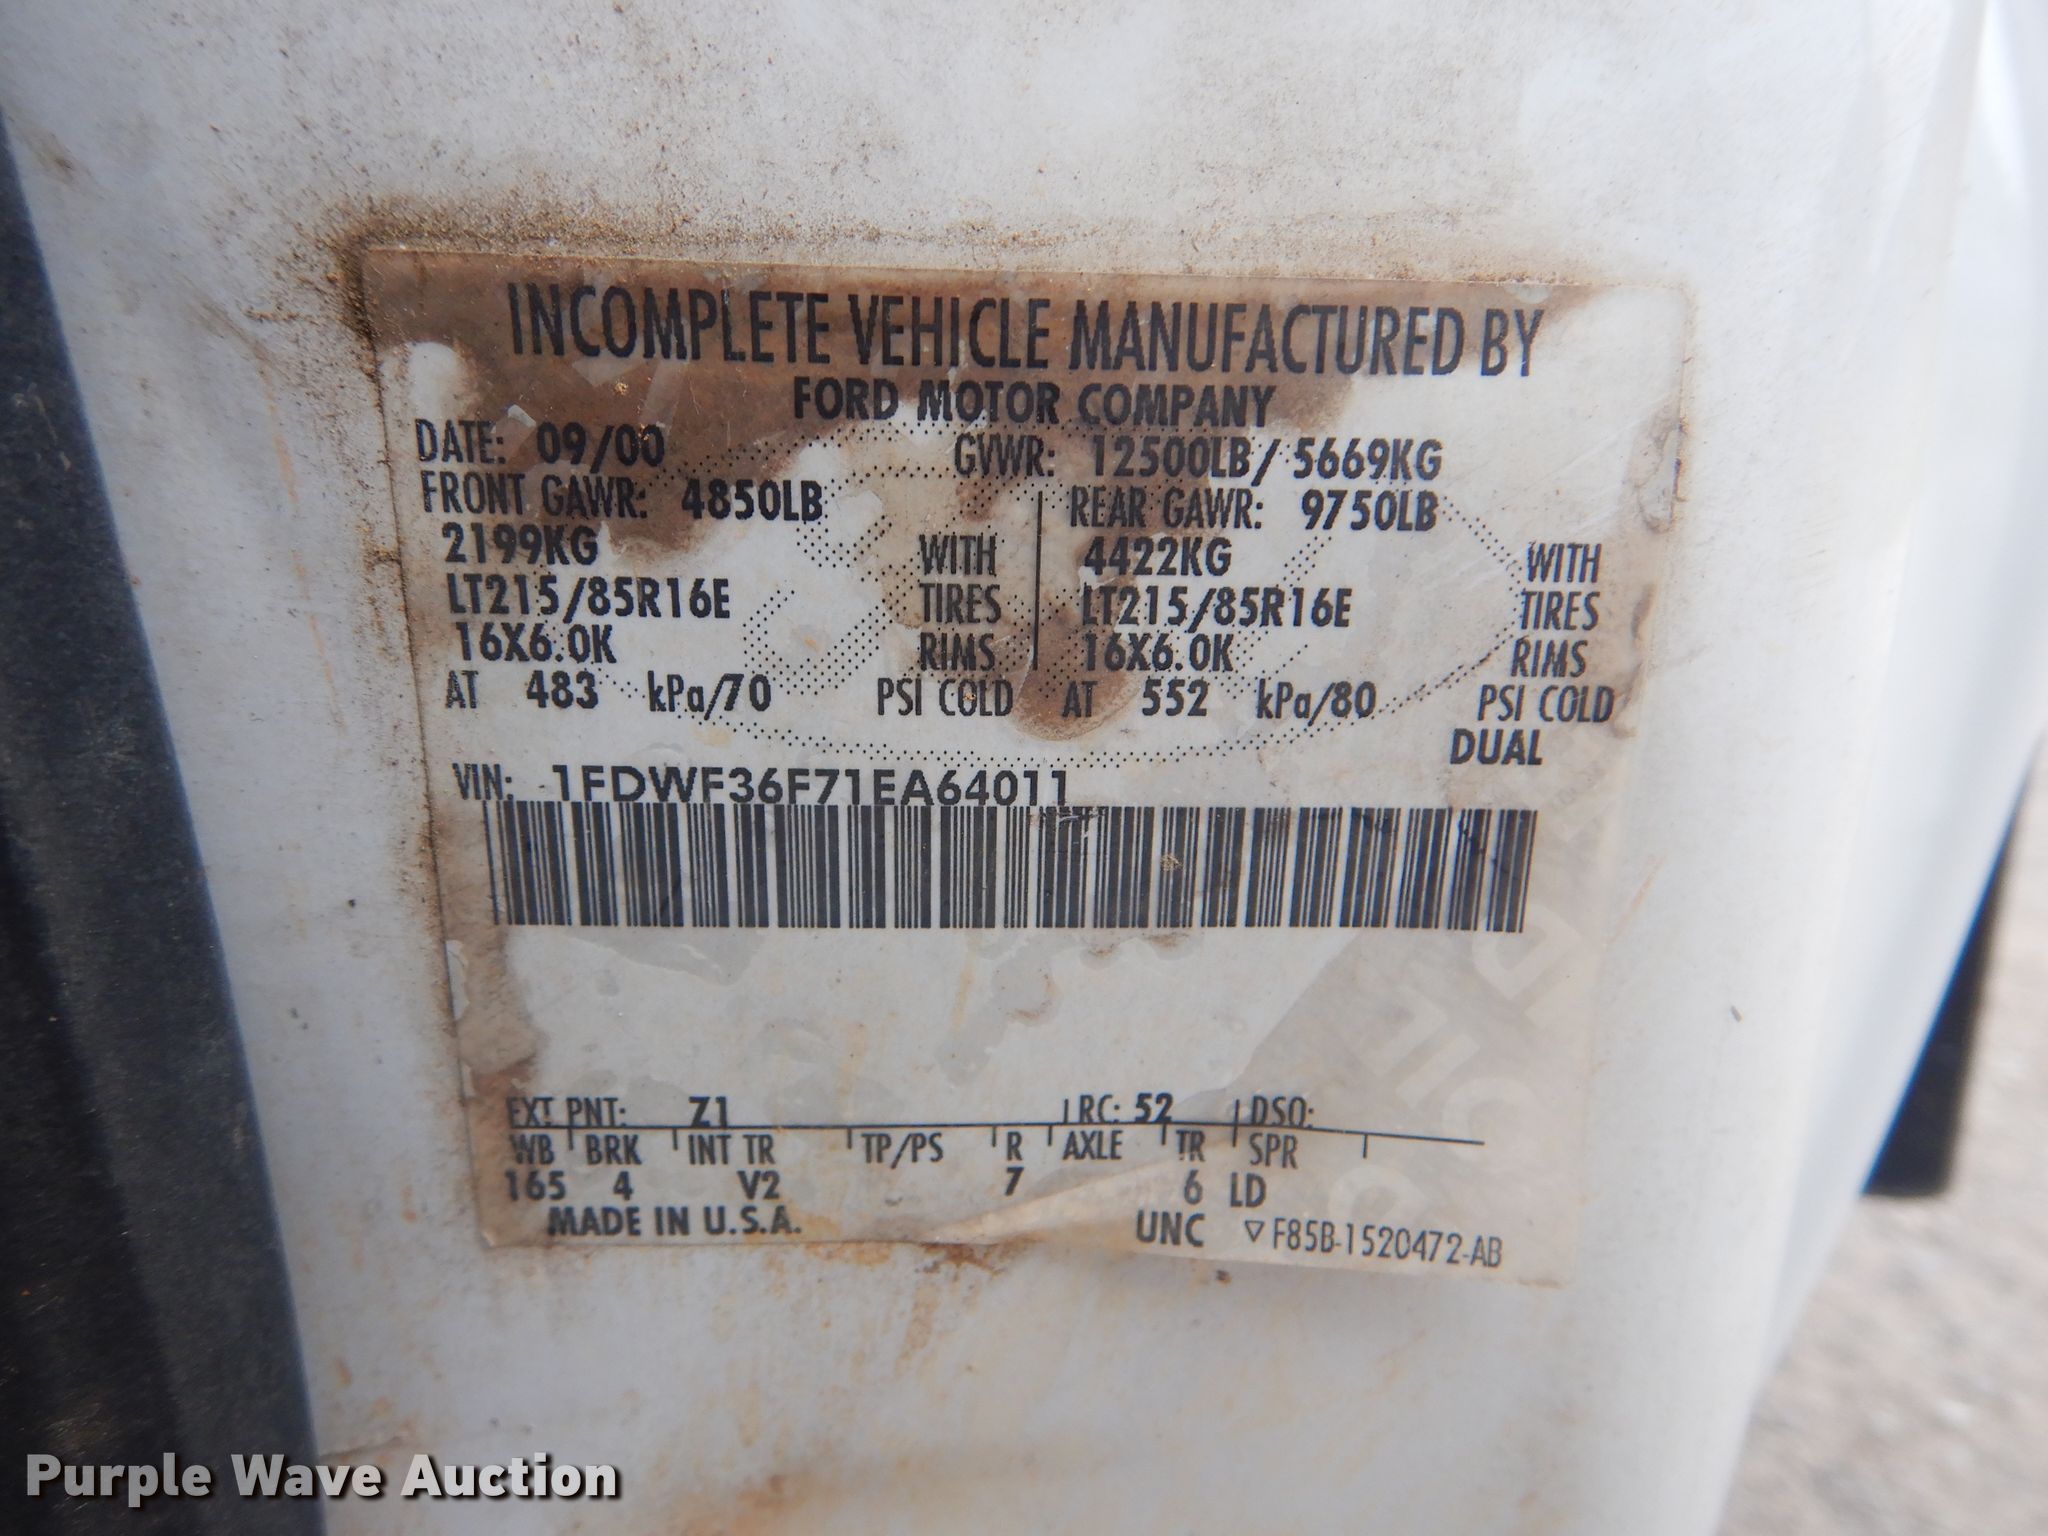 INCOMPLETE VEHICLE MANUFACTURED BY
FORD MOTOR COMPANY
DATE: 09/00 GVWR: 12500LB/ 5669KG
FRONT GAWR: 4850LB REAR GAWR: 9750LB
2199KG WITH 4422KG WITH
LT215/85R16E TIRES LT215/85R16E TIRES
16X6.0K RIMS 16X6.0K RIMS
AT 483 kPa/70 PSI COLD AT 552 kPa/80 PSI COLD
DUAL
VIN: 1FDWF36F71EA64011
EXT PNT: Z1 RC: 52 DSO:
WB BRK INT TR TP/PS R AXLE TR SPR
165 4 V2 7 6 LD
MADE IN U.S.A. UNC ▽ F85B-1520472-AB
Purple Wave Auction